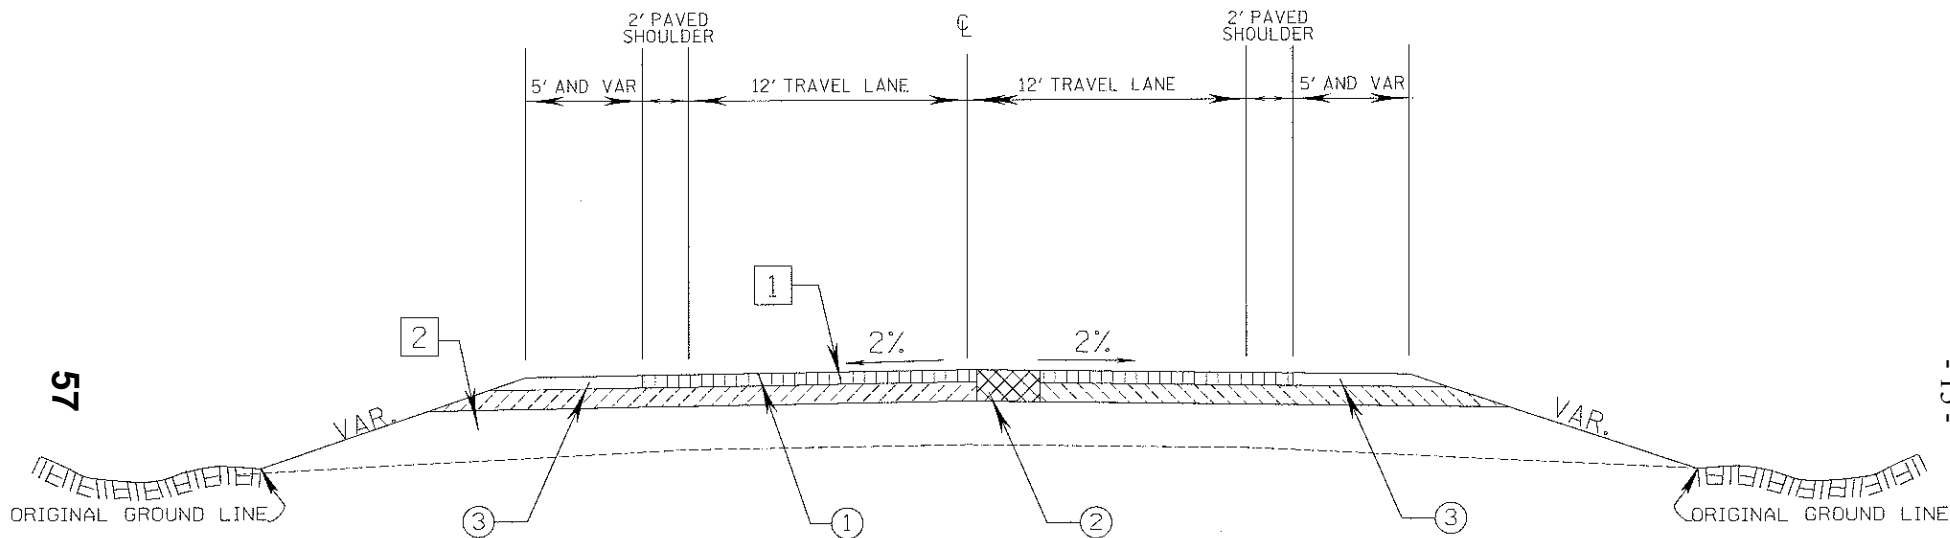 2' PAVED
SHOULDER
℄
2' PAVED
SHOULDER
5' AND VAR
12' TRAVEL LANE
12' TRAVEL LANE
5' AND VAR
1
2
2%
2%
57
VAR.
VAR.
ORIGINAL GROUND LINE
3
1
2
3
ORIGINAL GROUND LINE